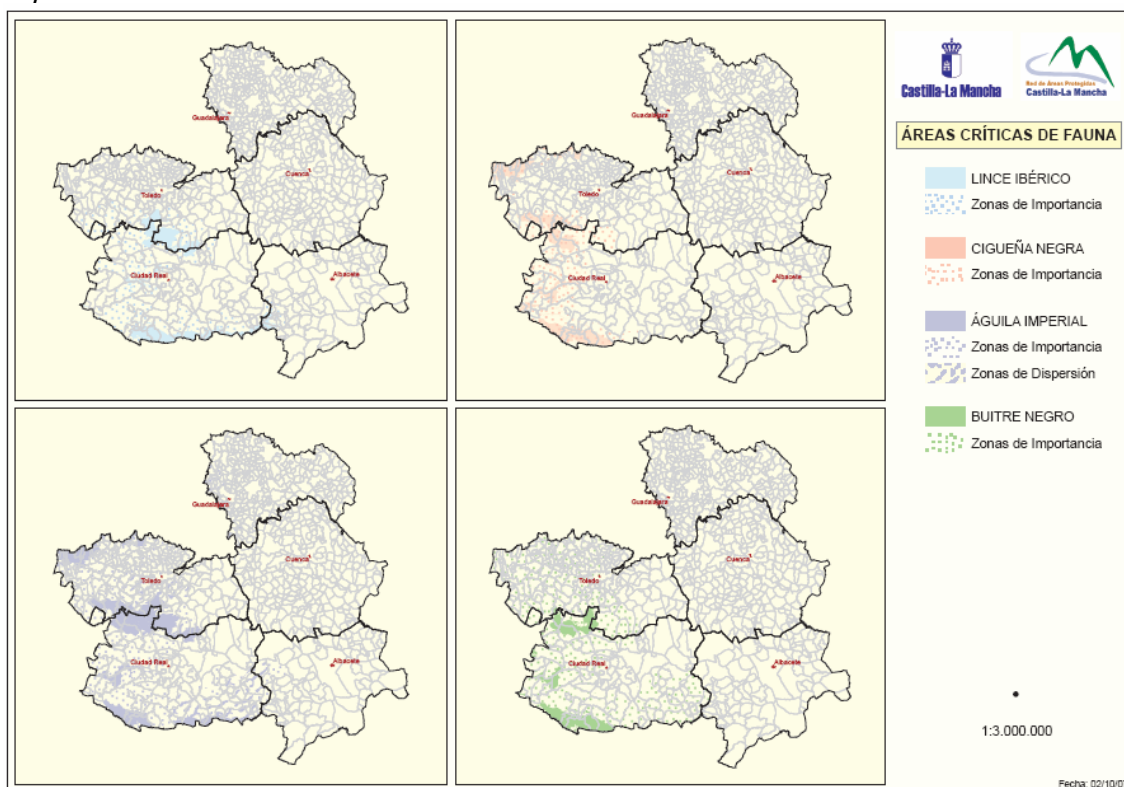 Guadalajara
Cuenca
Toledo
Ciudad Real
Albacete
Guadalajara
Cuenca
Toledo
Ciudad Real
Albacete
Guadalajara
Cuenca
Toledo
Ciudad Real
Albacete
Guadalajara
Cuenca
Toledo
Ciudad Real
Albacete
Castilla-La Mancha
Red de Áreas Protegidas
Castilla-La Mancha
ÁREAS CRÍTICAS DE FAUNA
LINCE IBÉRICO
Zonas de Importancia
CIGUEÑA NEGRA
Zonas de Importancia
ÁGUILA IMPERIAL
Zonas de Importancia
Zonas de Dispersión
BUITRE NEGRO
Zonas de Importancia
1:3.000.000
Fecha: 02/10/0